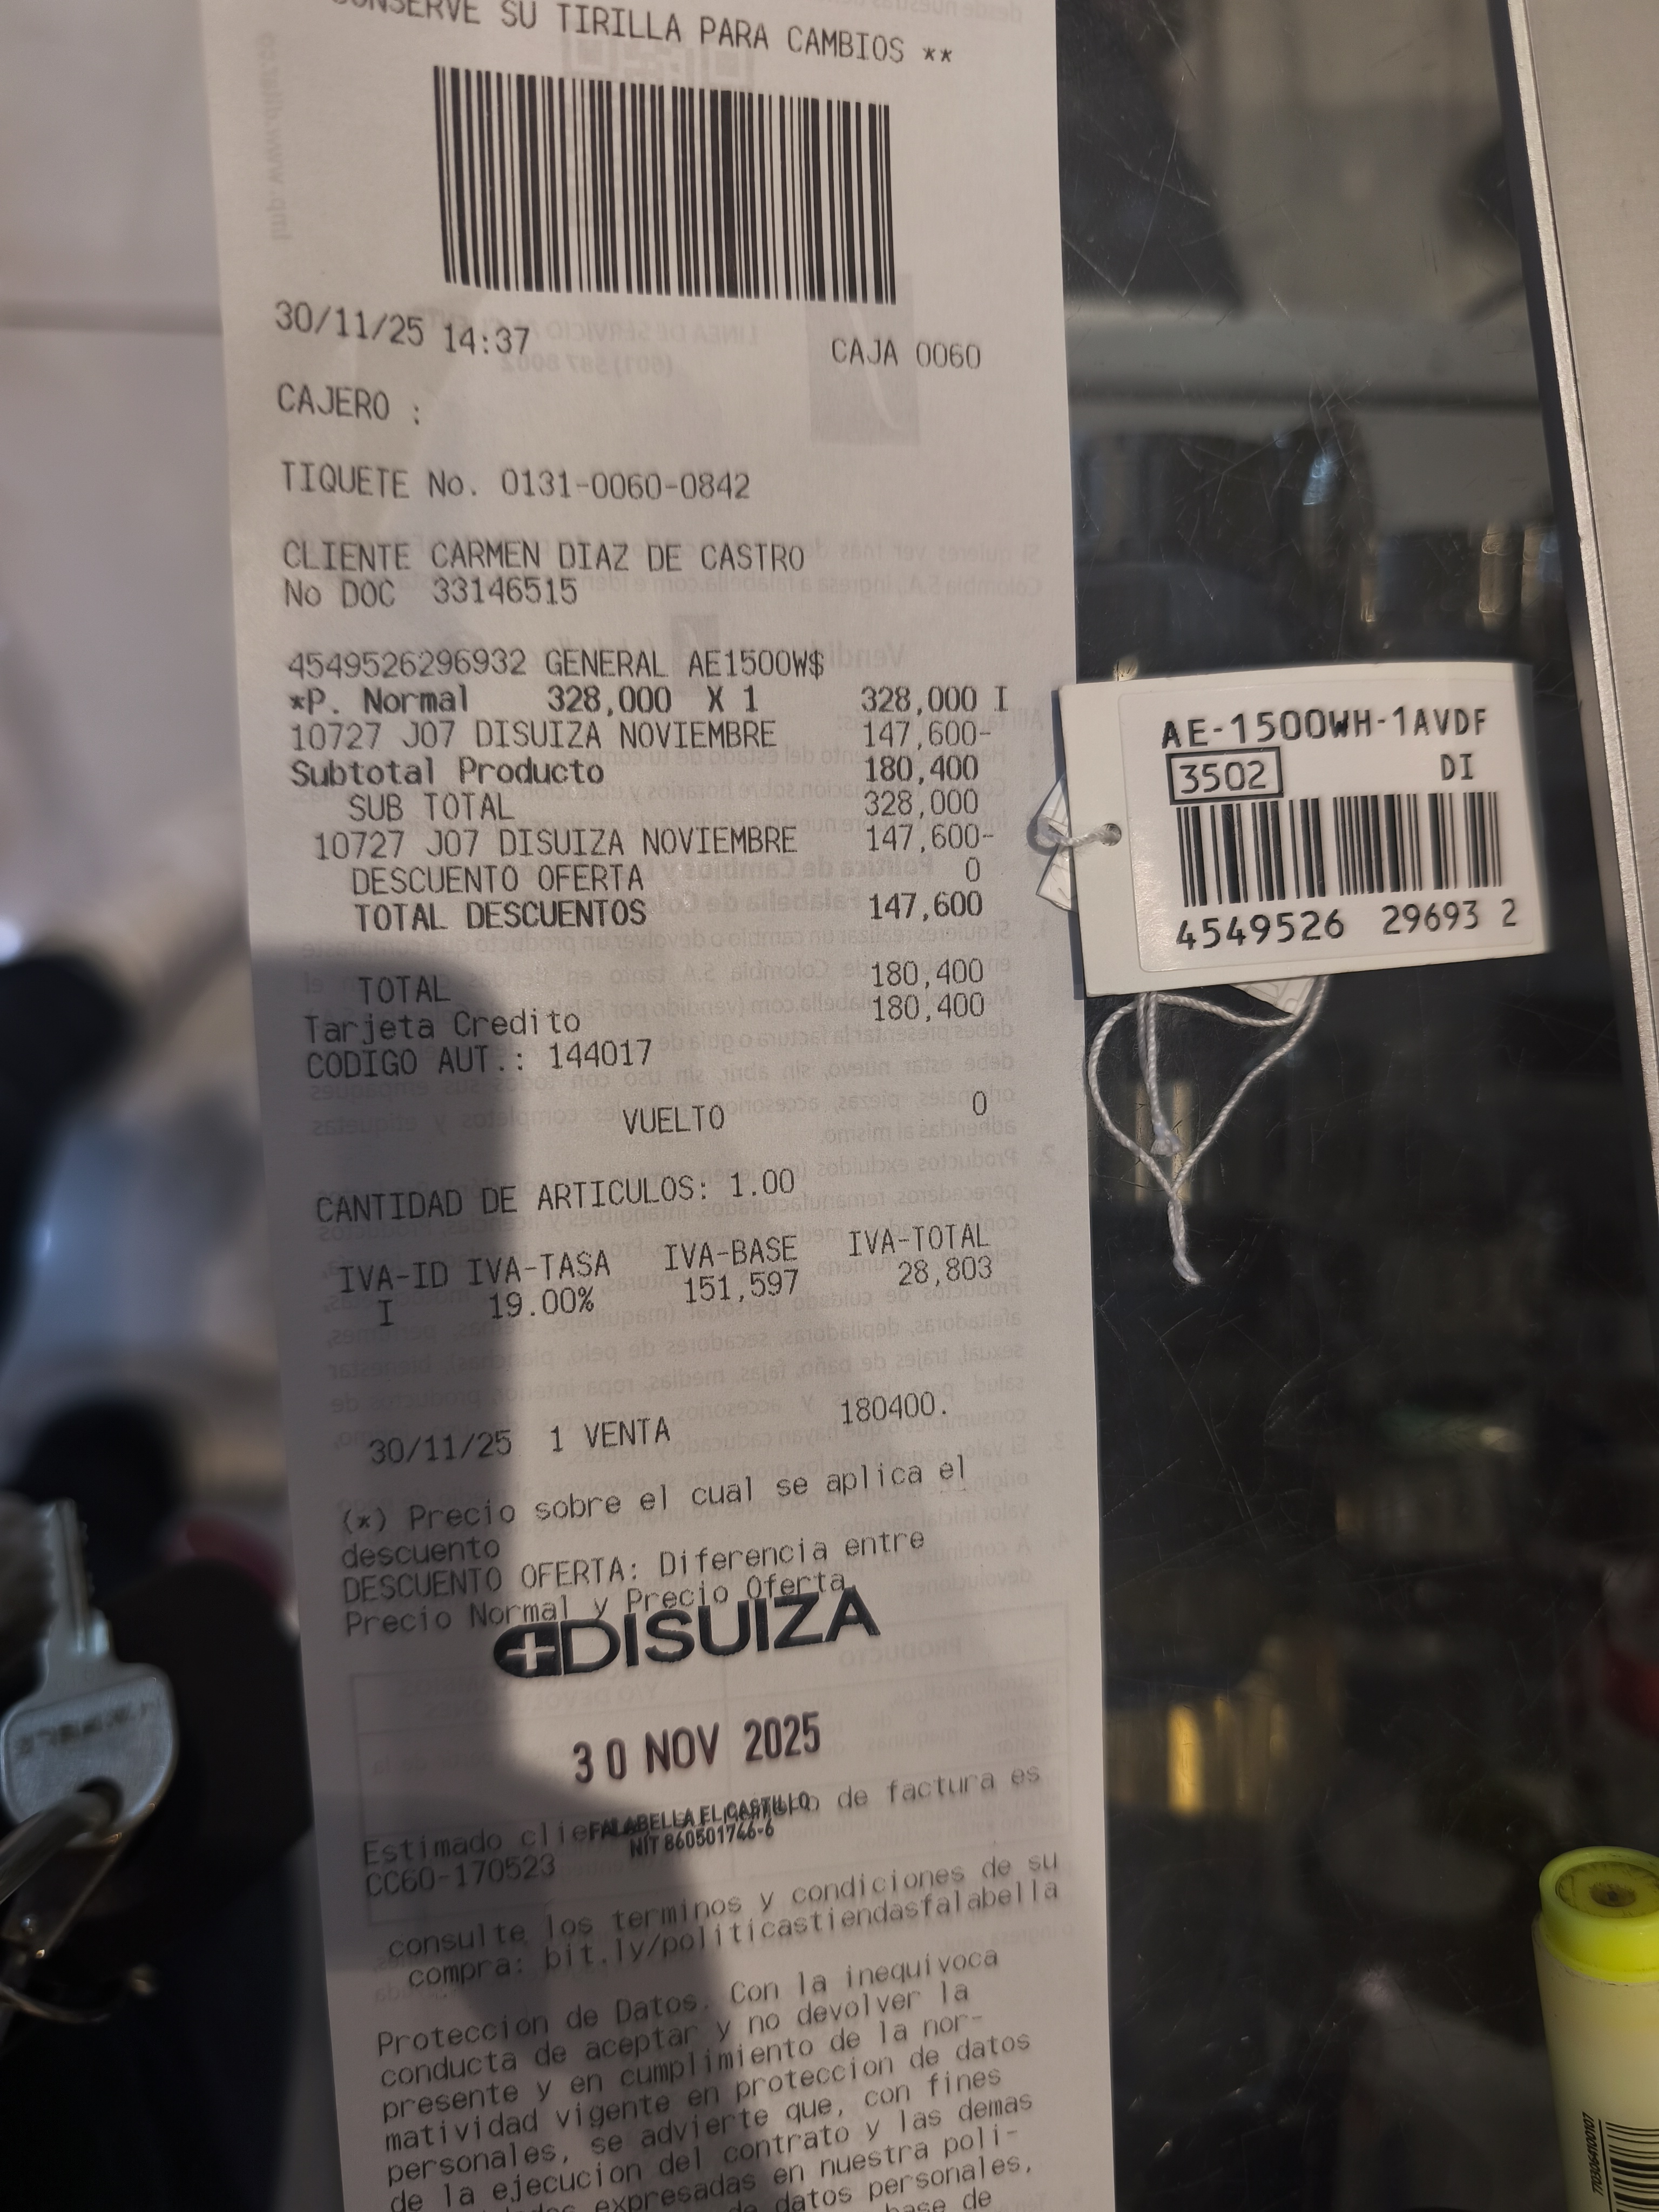 CONSERVE SU TIRILLA PARA CAMBIOS **
30/11/25 14:37 CAJA 0060
CAJERO :
TIQUETE No. 0131-0060-0842
CLIENTE CARMEN DIAZ DE CASTRO
No DOC 33146515
4549526296932 GENERAL AE1500W$
*P. Normal 328,000 X 1 328,000 I
10727 J07 DISUIZA NOVIEMBRE 147,600-
Subtotal Producto 180,400
SUB TOTAL 328,000
10727 J07 DISUIZA NOVIEMBRE 147,600-
DESCUENTO OFERTA 0
TOTAL DESCUENTOS 147,600
TOTAL 180,400
Tarjeta Credito 180,400
CODIGO AUT.: 144017
VUELTO 0
CANTIDAD DE ARTICULOS: 1.00
IVA-ID IVA-TASA IVA-BASE IVA-TOTAL
I 19.00% 151,597 28,803
30/11/25 1 VENTA 180400.
(*) Precio sobre el cual se aplica el
descuento
DESCUENTO OFERTA: Diferencia entre
Precio Normal y Precio Oferta
DISUIZA
30 NOV 2025
FALABELLA EL CASTILLO
NIT 860501746-6
Estimado de factura es
CC60-170523
consulte los terminos y condiciones de su
compra: bit.ly/politicastiendasfalabella
Proteccion de Datos. Con la inequivoca
conducta de aceptar y no devolver la
presente y en cumplimiento de la nor-
matividad vigente en proteccion de datos
personales, se advierte que, con fines
de la ejecucion del contrato y las demas
expresadas en nuestra poli-
datos personales,
base de
AE-1500WH-1AVDF
3502 DI
4549526 29693 2
7703064100107